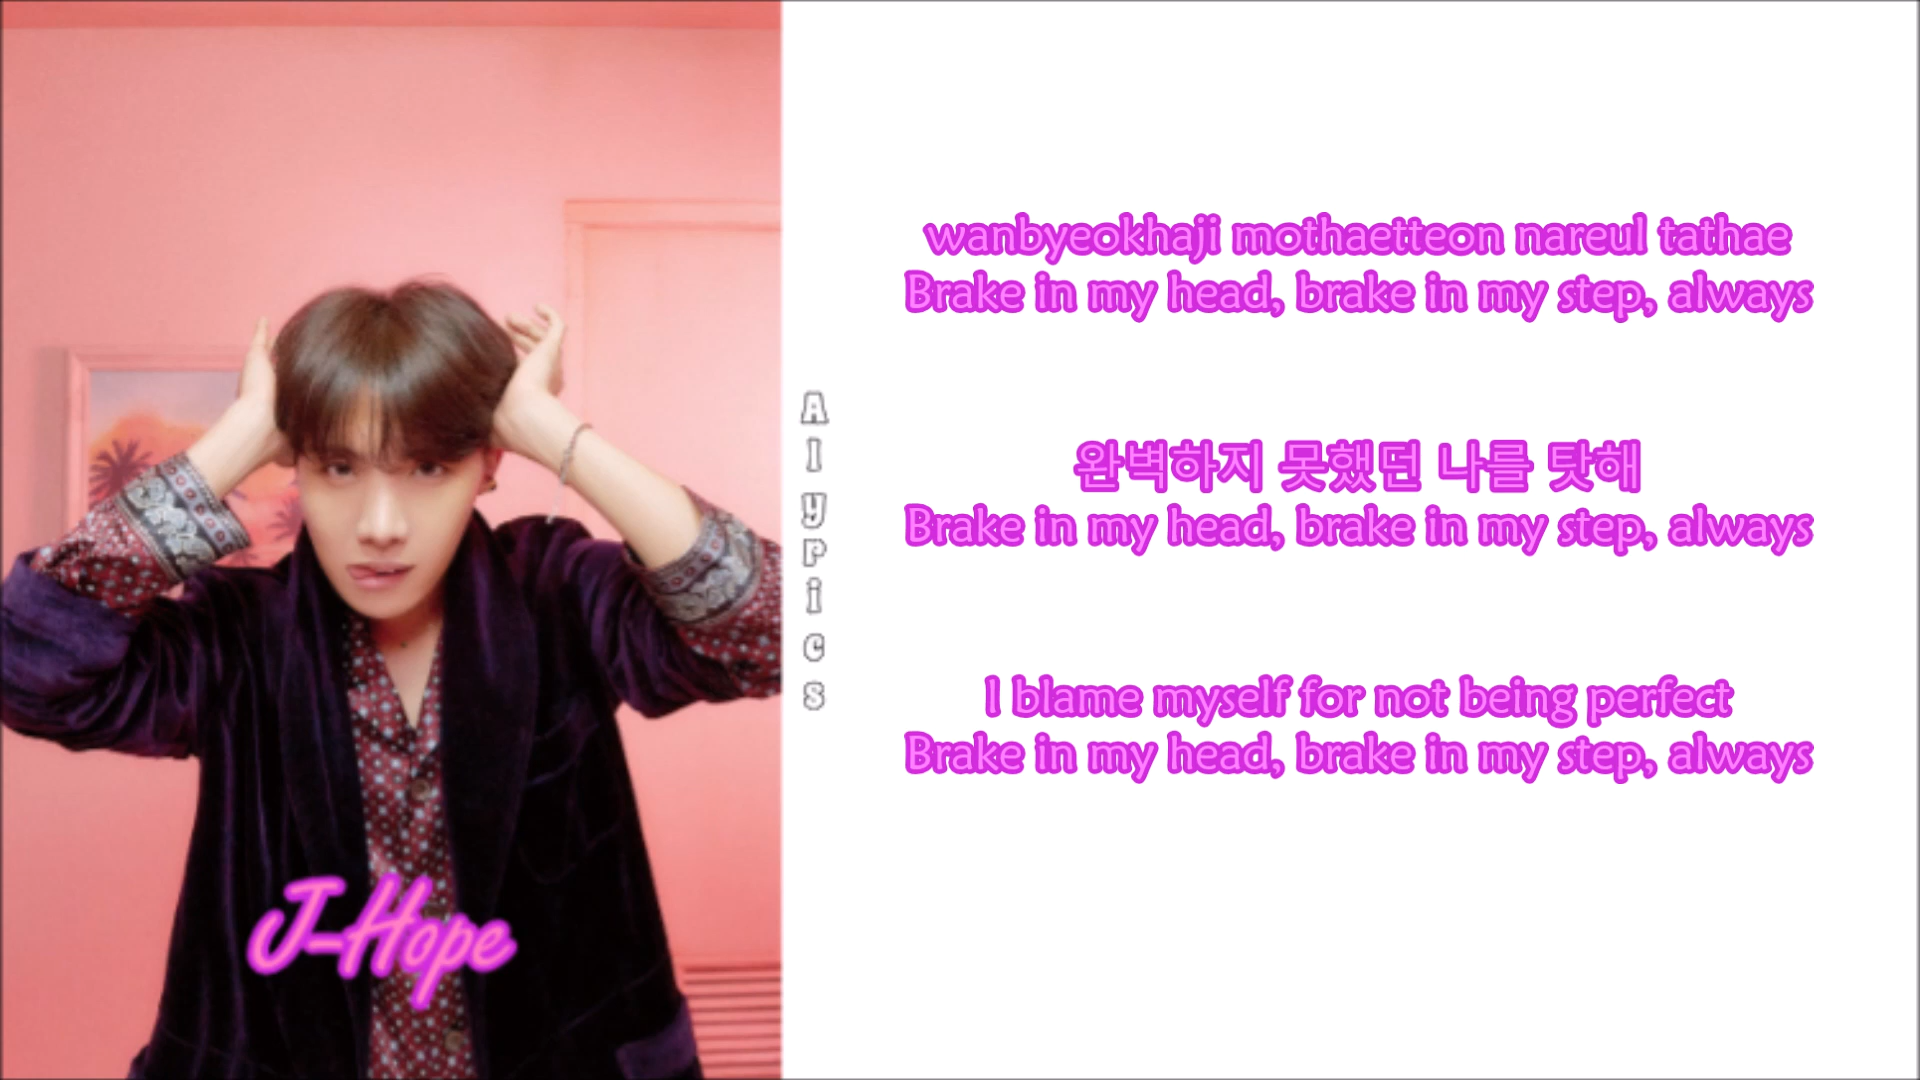 wanbyeokhaji mothaetteon nareul tathae
Brake in my head, brake in my step, always
완벽하지 못했던 나를 탓해
Brake in my head, brake in my step, always
I blame myself for not being perfect
Brake in my head, brake in my step, always
Alyrics
J-Hope